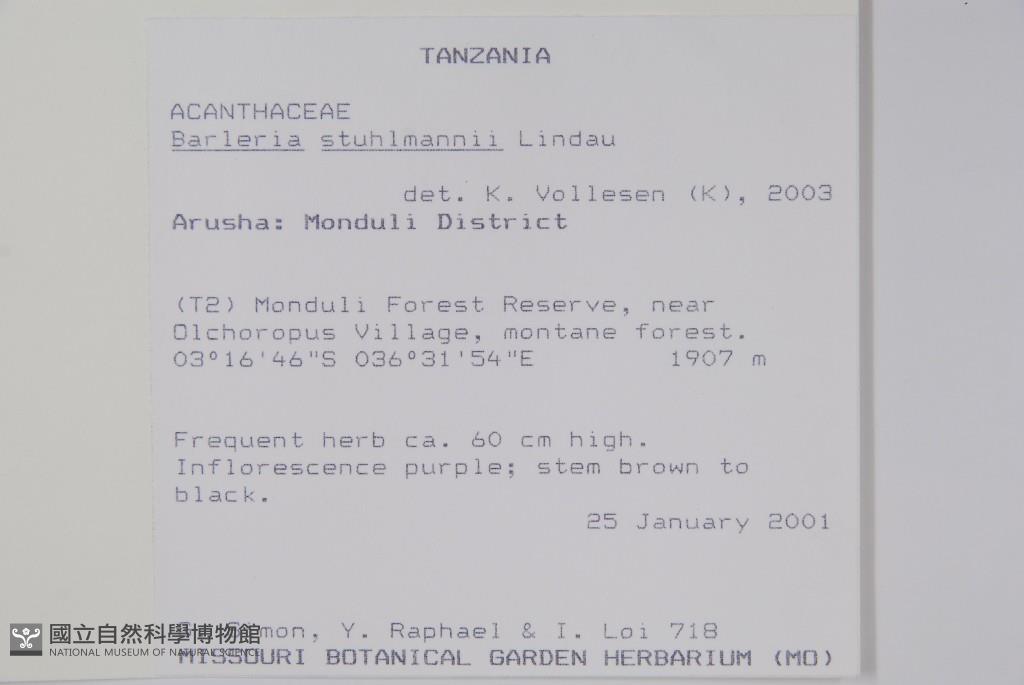 TANZANIA
ACANTHACEAE
Barleria stuhlmannii Lindau
det. K. Vollesen (K), 2003
Arusha: Monduli District
(T2) Monduli Forest Reserve, near
Olchoropus Village, montane forest.
03°16'46"S 036°31'54"E 1907 m
Frequent herb ca. 60 cm high.
Inflorescence purple; stem brown to
black.
25 January 2001
Simon, Y. Raphael & I. Loi 718
MISSOURI BOTANICAL GARDEN HERBARIUM (MO)
國立自然科學博物館
NATIONAL MUSEUM OF NATURAL SCIENCE